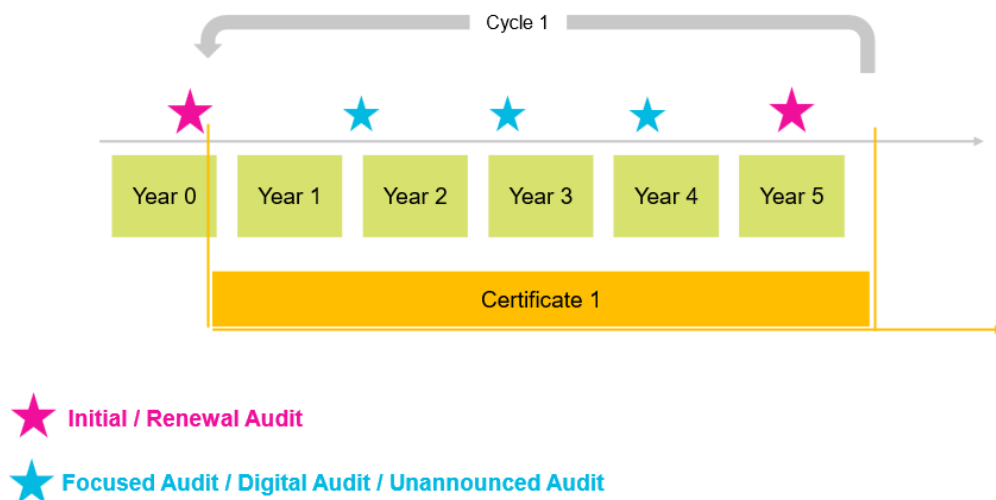 Cycle 1
Year 0
Year 1
Year 2
Year 3
Year 4
Year 5
Certificate 1
Initial / Renewal Audit
Focused Audit / Digital Audit / Unannounced Audit